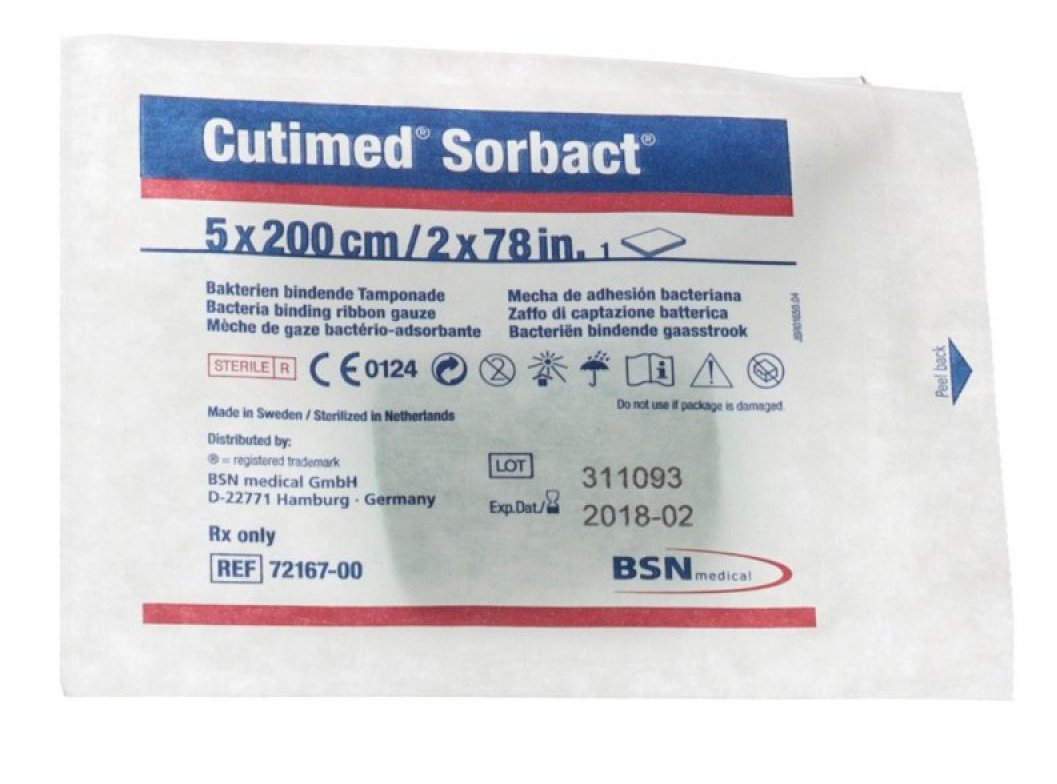 Cutimed® Sorbact®
5 x 200 cm / 2 x 78 in. 1
Bakterien bindende Tamponade
Bacteria binding ribbon gauze
Mèche de gaze bactério-adsorbante
Mecha de adhesión bacteriana
Zaffo di captazione batterica
Bacteriën bindende gaasstrook
STERILE R
CE 0124
2
i
Do not use if package is damaged
Made in Sweden / Sterilized in Netherlands
Distributed by:
® = registered trademark
BSN medical GmbH
D-22771 Hamburg · Germany
Rx only
REF 72167-00
LOT 311093
Exp.Dat./ 2018-02
BSN medical
Peel back